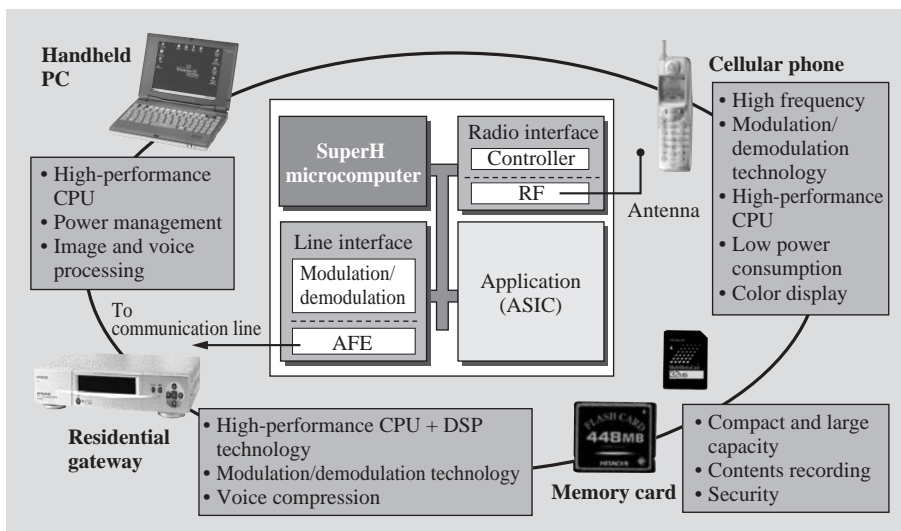 Handheld
PC
• High-performance
CPU
• Power management
• Image and voice
processing
SuperH
microcomputer
Radio interface
Controller
RF
Antenna
Line interface
Modulation/
demodulation
AFE
Application
(ASIC)
To
communication line
Cellular phone
• High frequency
• Modulation/
demodulation
technology
• High-performance
CPU
• Low power
consumption
• Color display
Residential
gateway
• High-performance CPU + DSP
technology
• Modulation/demodulation technology
• Voice compression
32MB
FLASH CARD
448MB
HITACHI
Memory card
• Compact and large
capacity
• Contents recording
• Security